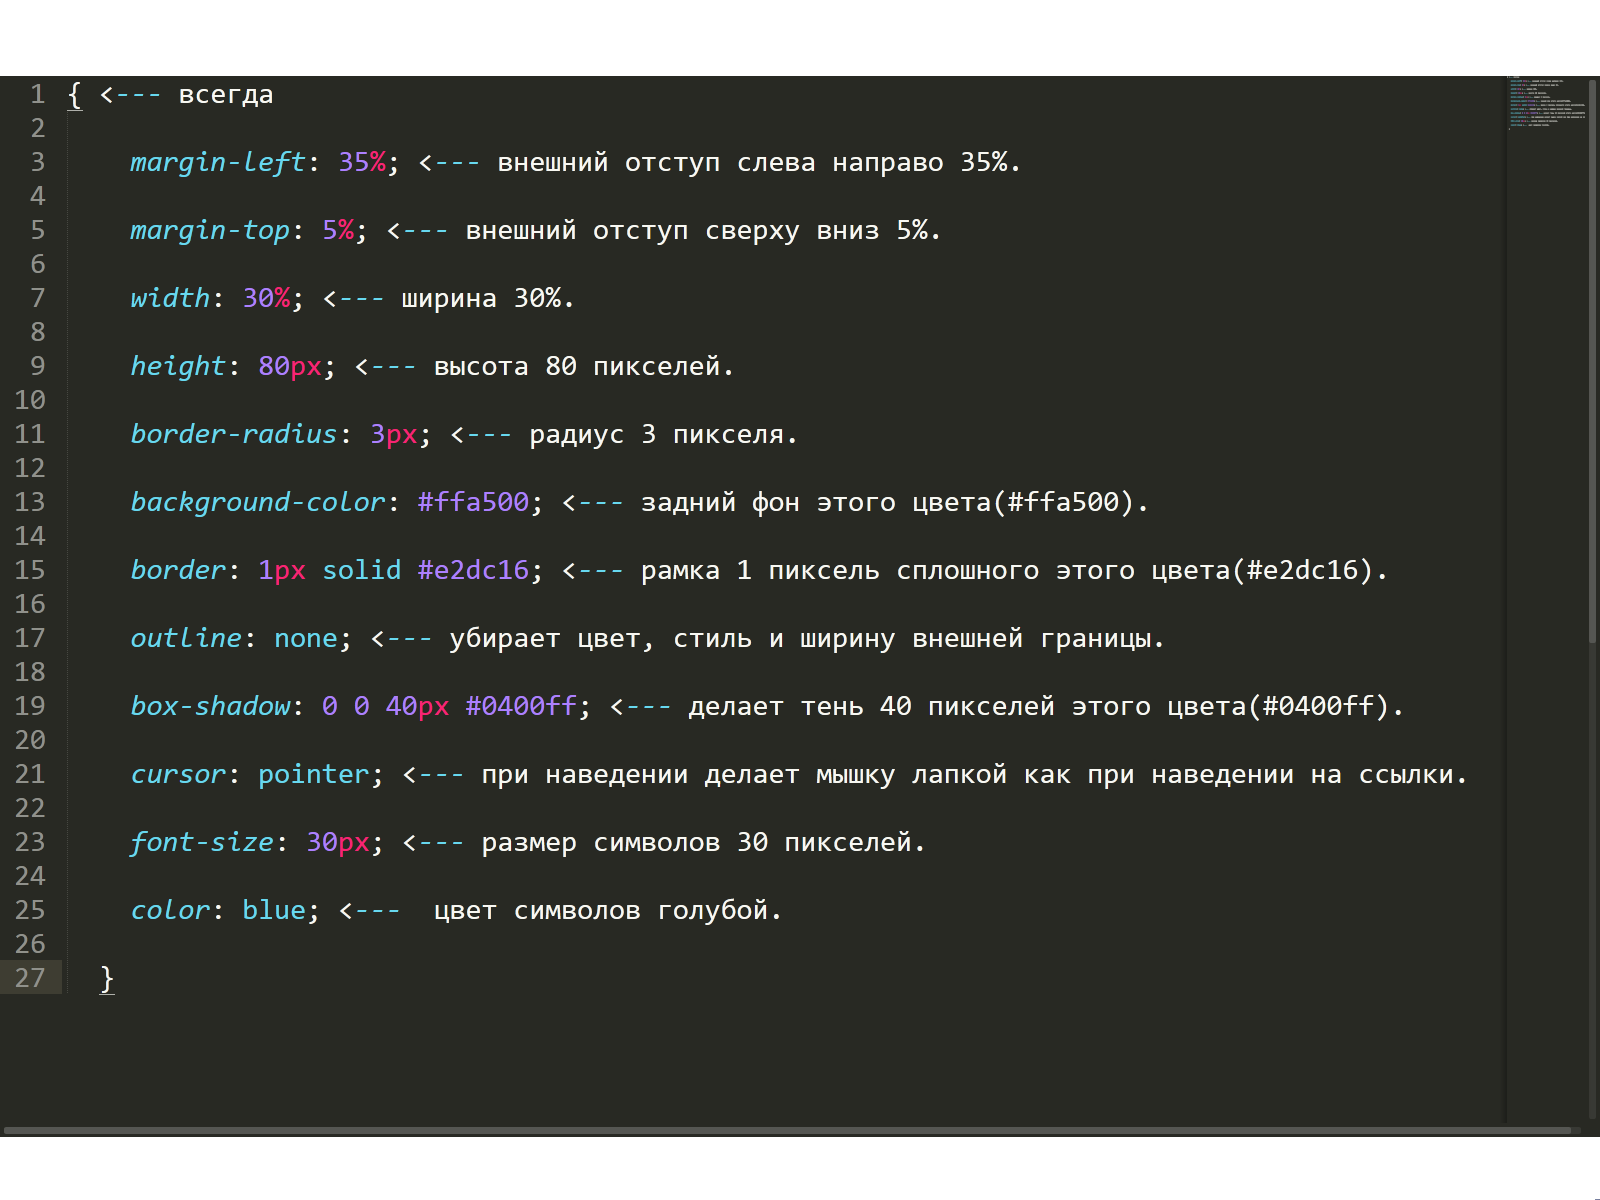 1 { <--- всегда
2
3 margin-left: 35%; <--- внешний отступ слева направо 35%.
4
5 margin-top: 5%; <--- внешний отступ сверху вниз 5%.
6
7 width: 30%; <--- ширина 30%.
8
9 height: 80px; <--- высота 80 пикселей.
10
11 border-radius: 3px; <--- радиус 3 пикселя.
12
13 background-color: #ffa500; <--- задний фон этого цвета(#ffa500).
14
15 border: 1px solid #e2dc16; <--- рамка 1 пиксель сплошного этого цвета(#e2dc16).
16
17 outline: none; <--- убирает цвет, стиль и ширину внешней границы.
18
19 box-shadow: 0 0 40px #0400ff; <--- делает тень 40 пикселей этого цвета(#0400ff).
20
21 cursor: pointer; <--- при наведении делает мышку лапкой как при наведении на ссылки.
22
23 font-size: 30px; <--- размер символов 30 пикселей.
24
25 color: blue; <---  цвет символов голубой.
26
27 }